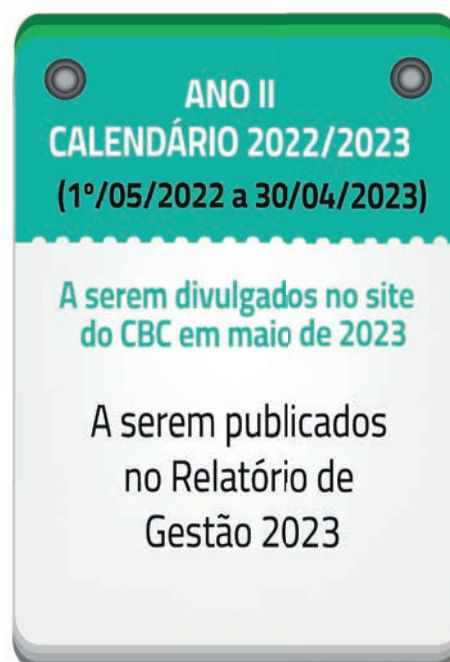 ANO II
CALENDÁRIO 2022/2023
(1º/05/2022 a 30/04/2023)
A serem divulgados no site
do CBC em maio de 2023
A serem publicados
no Relatório de
Gestão 2023